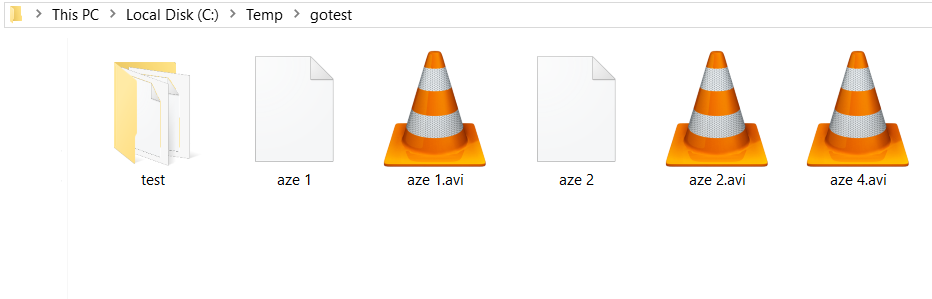 This PC > Local Disk (C:) > Temp > gotest
test aze 1 aze 1.avi aze 2 aze 2.avi aze 4.avi